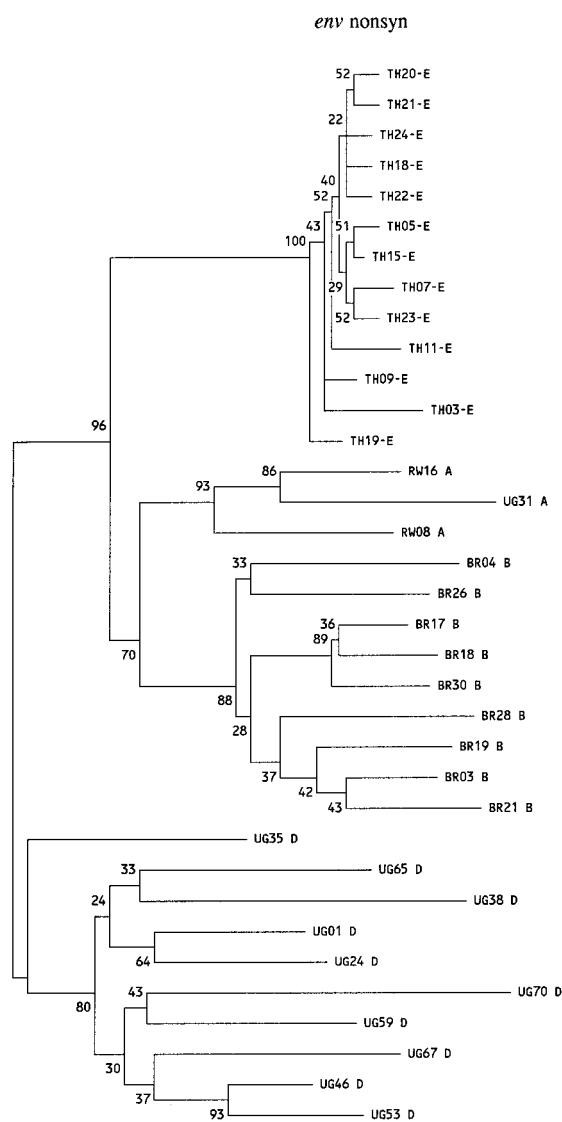 env nonsyn
52 TH20-E
TH21-E
22
TH24-E
TH18-E
40
52 TH22-E
43 51 TH05-E
100
TH15-E
29 TH07-E
52 TH23-E
TH11-E
TH09-E
TH03-E
96
TH19-E
86 RW16 A
93
UG31 A
RW08 A
33 BR04 B
BR26 B
36 BR17 B
89
70 BR18 B
BR30 B
88
28 BR28 B
BR19 B
37
42 BR03 B
43 BR21 B
UG35 D
33 UG65 D
24 UG38 D
UG01 D
64 UG24 D
43 UG70 D
80
UG59 D
UG67 D
30
37 UG46 D
93 UG53 D